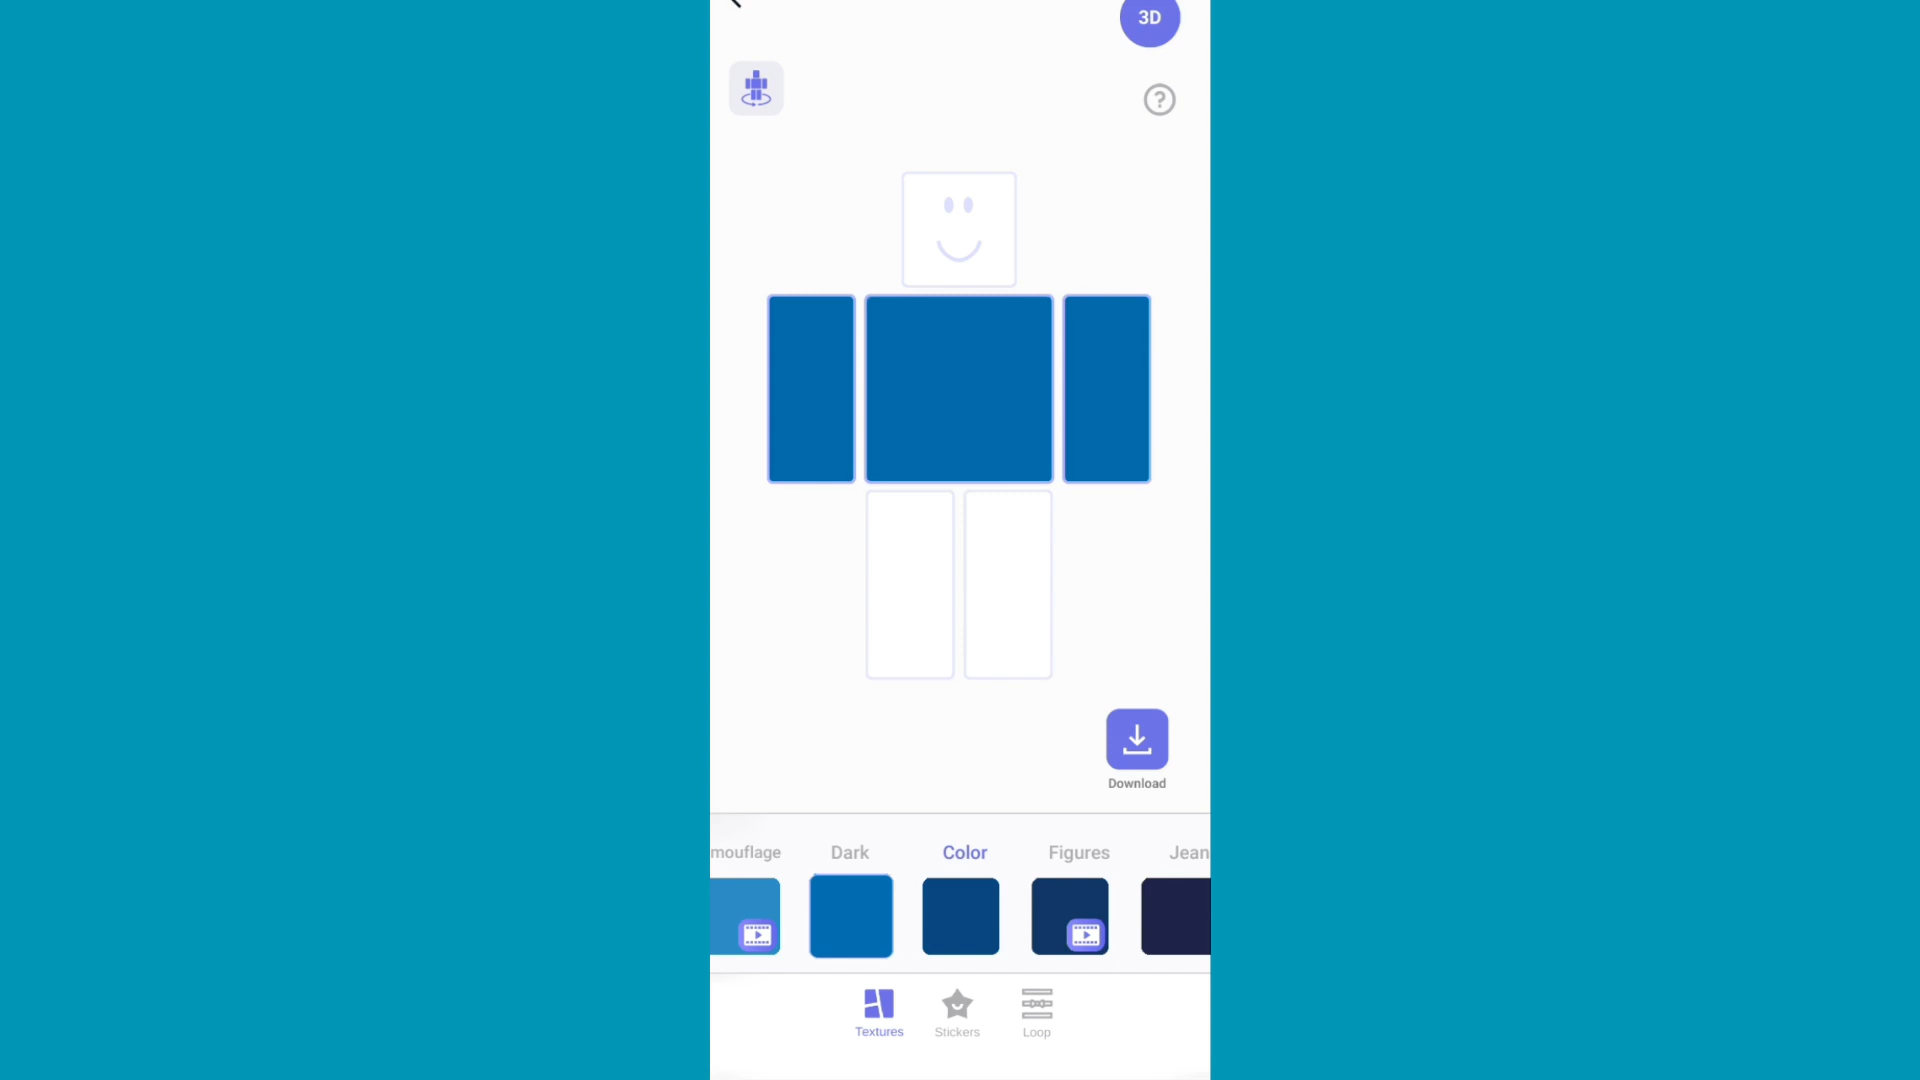 3D
?
Download
mouflage Dark Color Figures Jean
Textures Stickers Loop